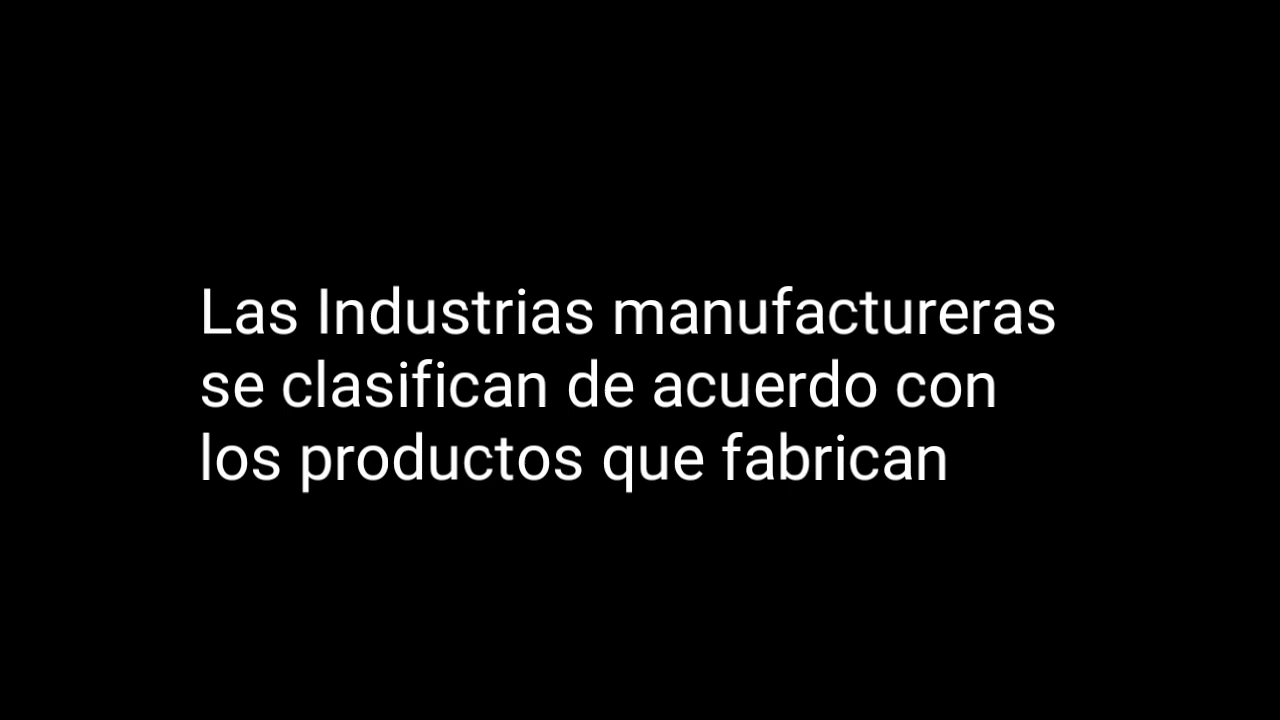 Las Industrias manufactureras
se clasifican de acuerdo con
los productos que fabrican